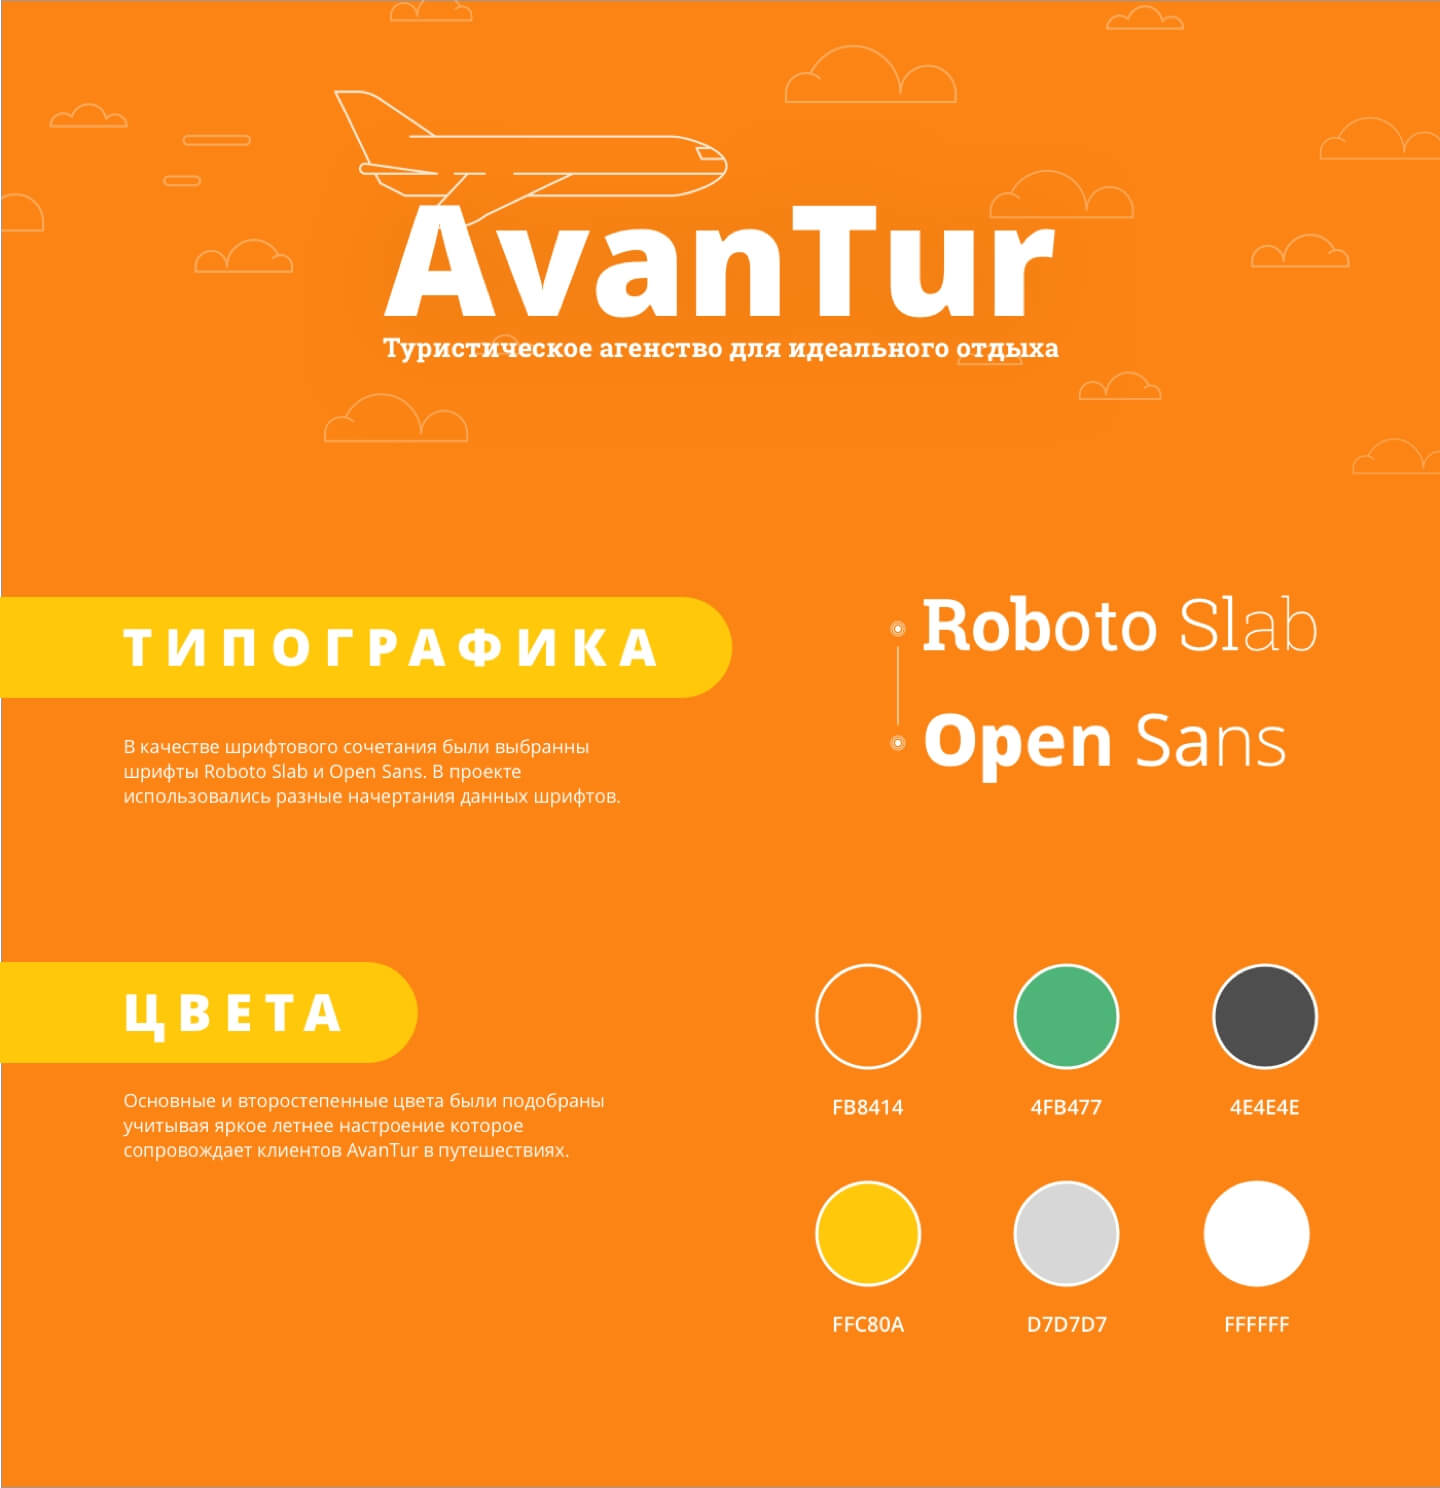 AvanTur
Туристическое агенство для идеального отдыха
ТИПОГРАФИКА
В качестве шрифтового сочетания были выбранны
шрифты Roboto Slab и Open Sans. В проекте
использовались разные начертания данных шрифтов.
Roboto Slab
Open Sans
ЦВЕТА
Основные и второстепенные цвета были подобраны
учитывая яркое летнее настроение которое
сопровождает клиентов AvanTur в путешествиях.
FB8414 4FB477 4E4E4E
FFC80A D7D7D7 FFFFFF